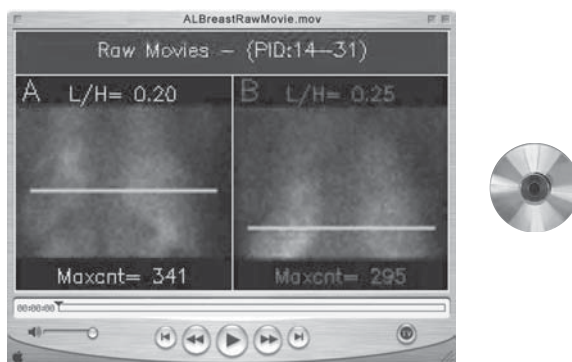 ALBreastRawMovie.mov
Raw Movies - (PID:14--31)
A L/H= 0.20
B L/H= 0.25
Maxcnt= 341
Maxcnt= 295
00:00:00